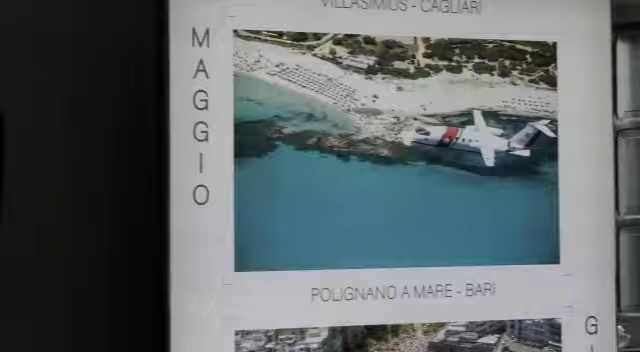 VILLASIMIUS - CAGLIARI
MAGGIO
POLIGNANO A MARE - BARI
G